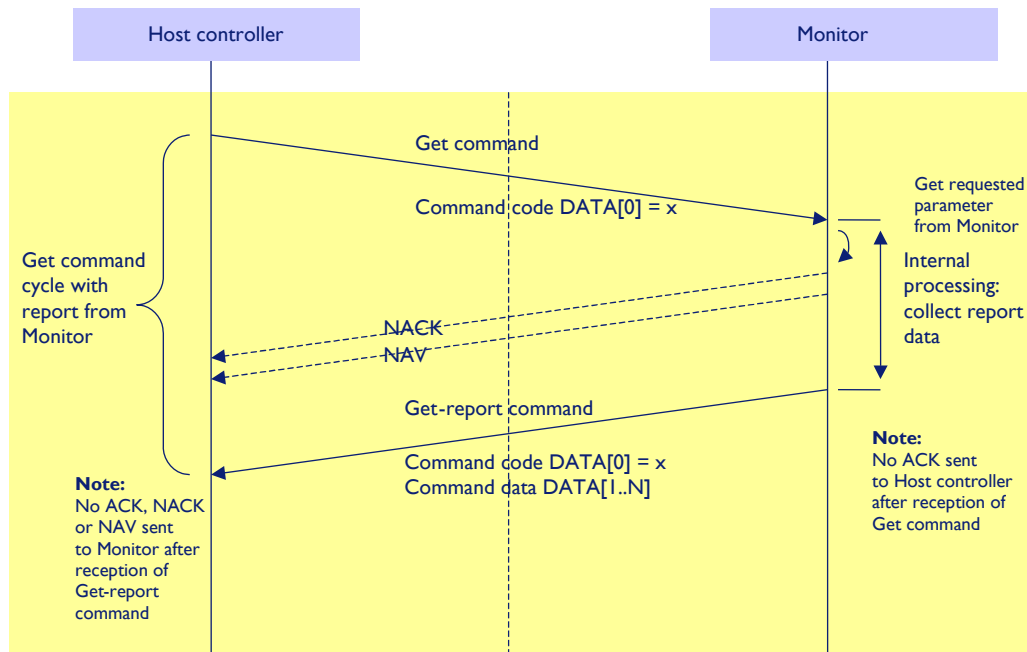 Host controller
Monitor
Get command
Command code DATA[0] = x
Get requested
parameter
from Monitor
Get command
cycle with
report from
Monitor
Internal
processing:
collect report
data
NACK
NAV
Get-report command
Command code DATA[0] = x
Command data DATA[1..N]
Note:
No ACK sent
to Host controller
after reception of
Get command
Note:
No ACK, NACK
or NAV sent
to Monitor after
reception of
Get-report
command